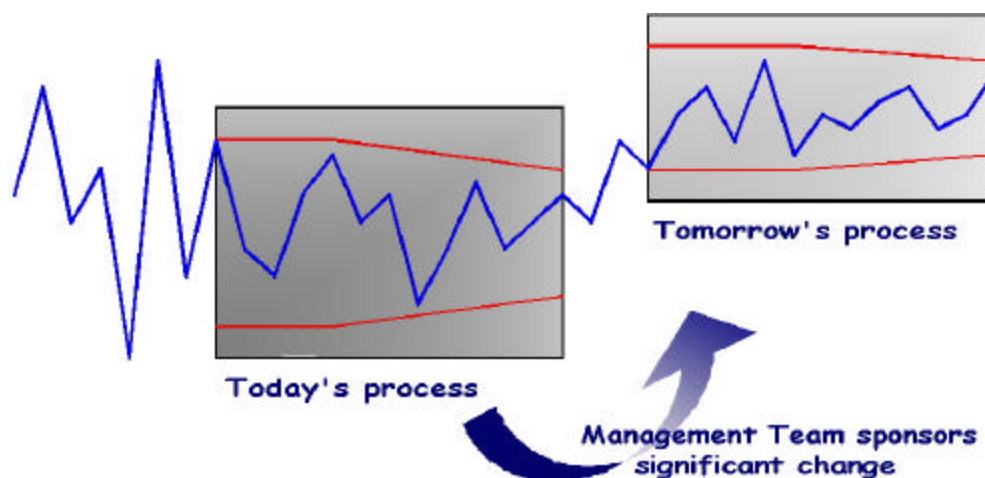 Tomorrow's process
Today's process
Management Team sponsors
significant change